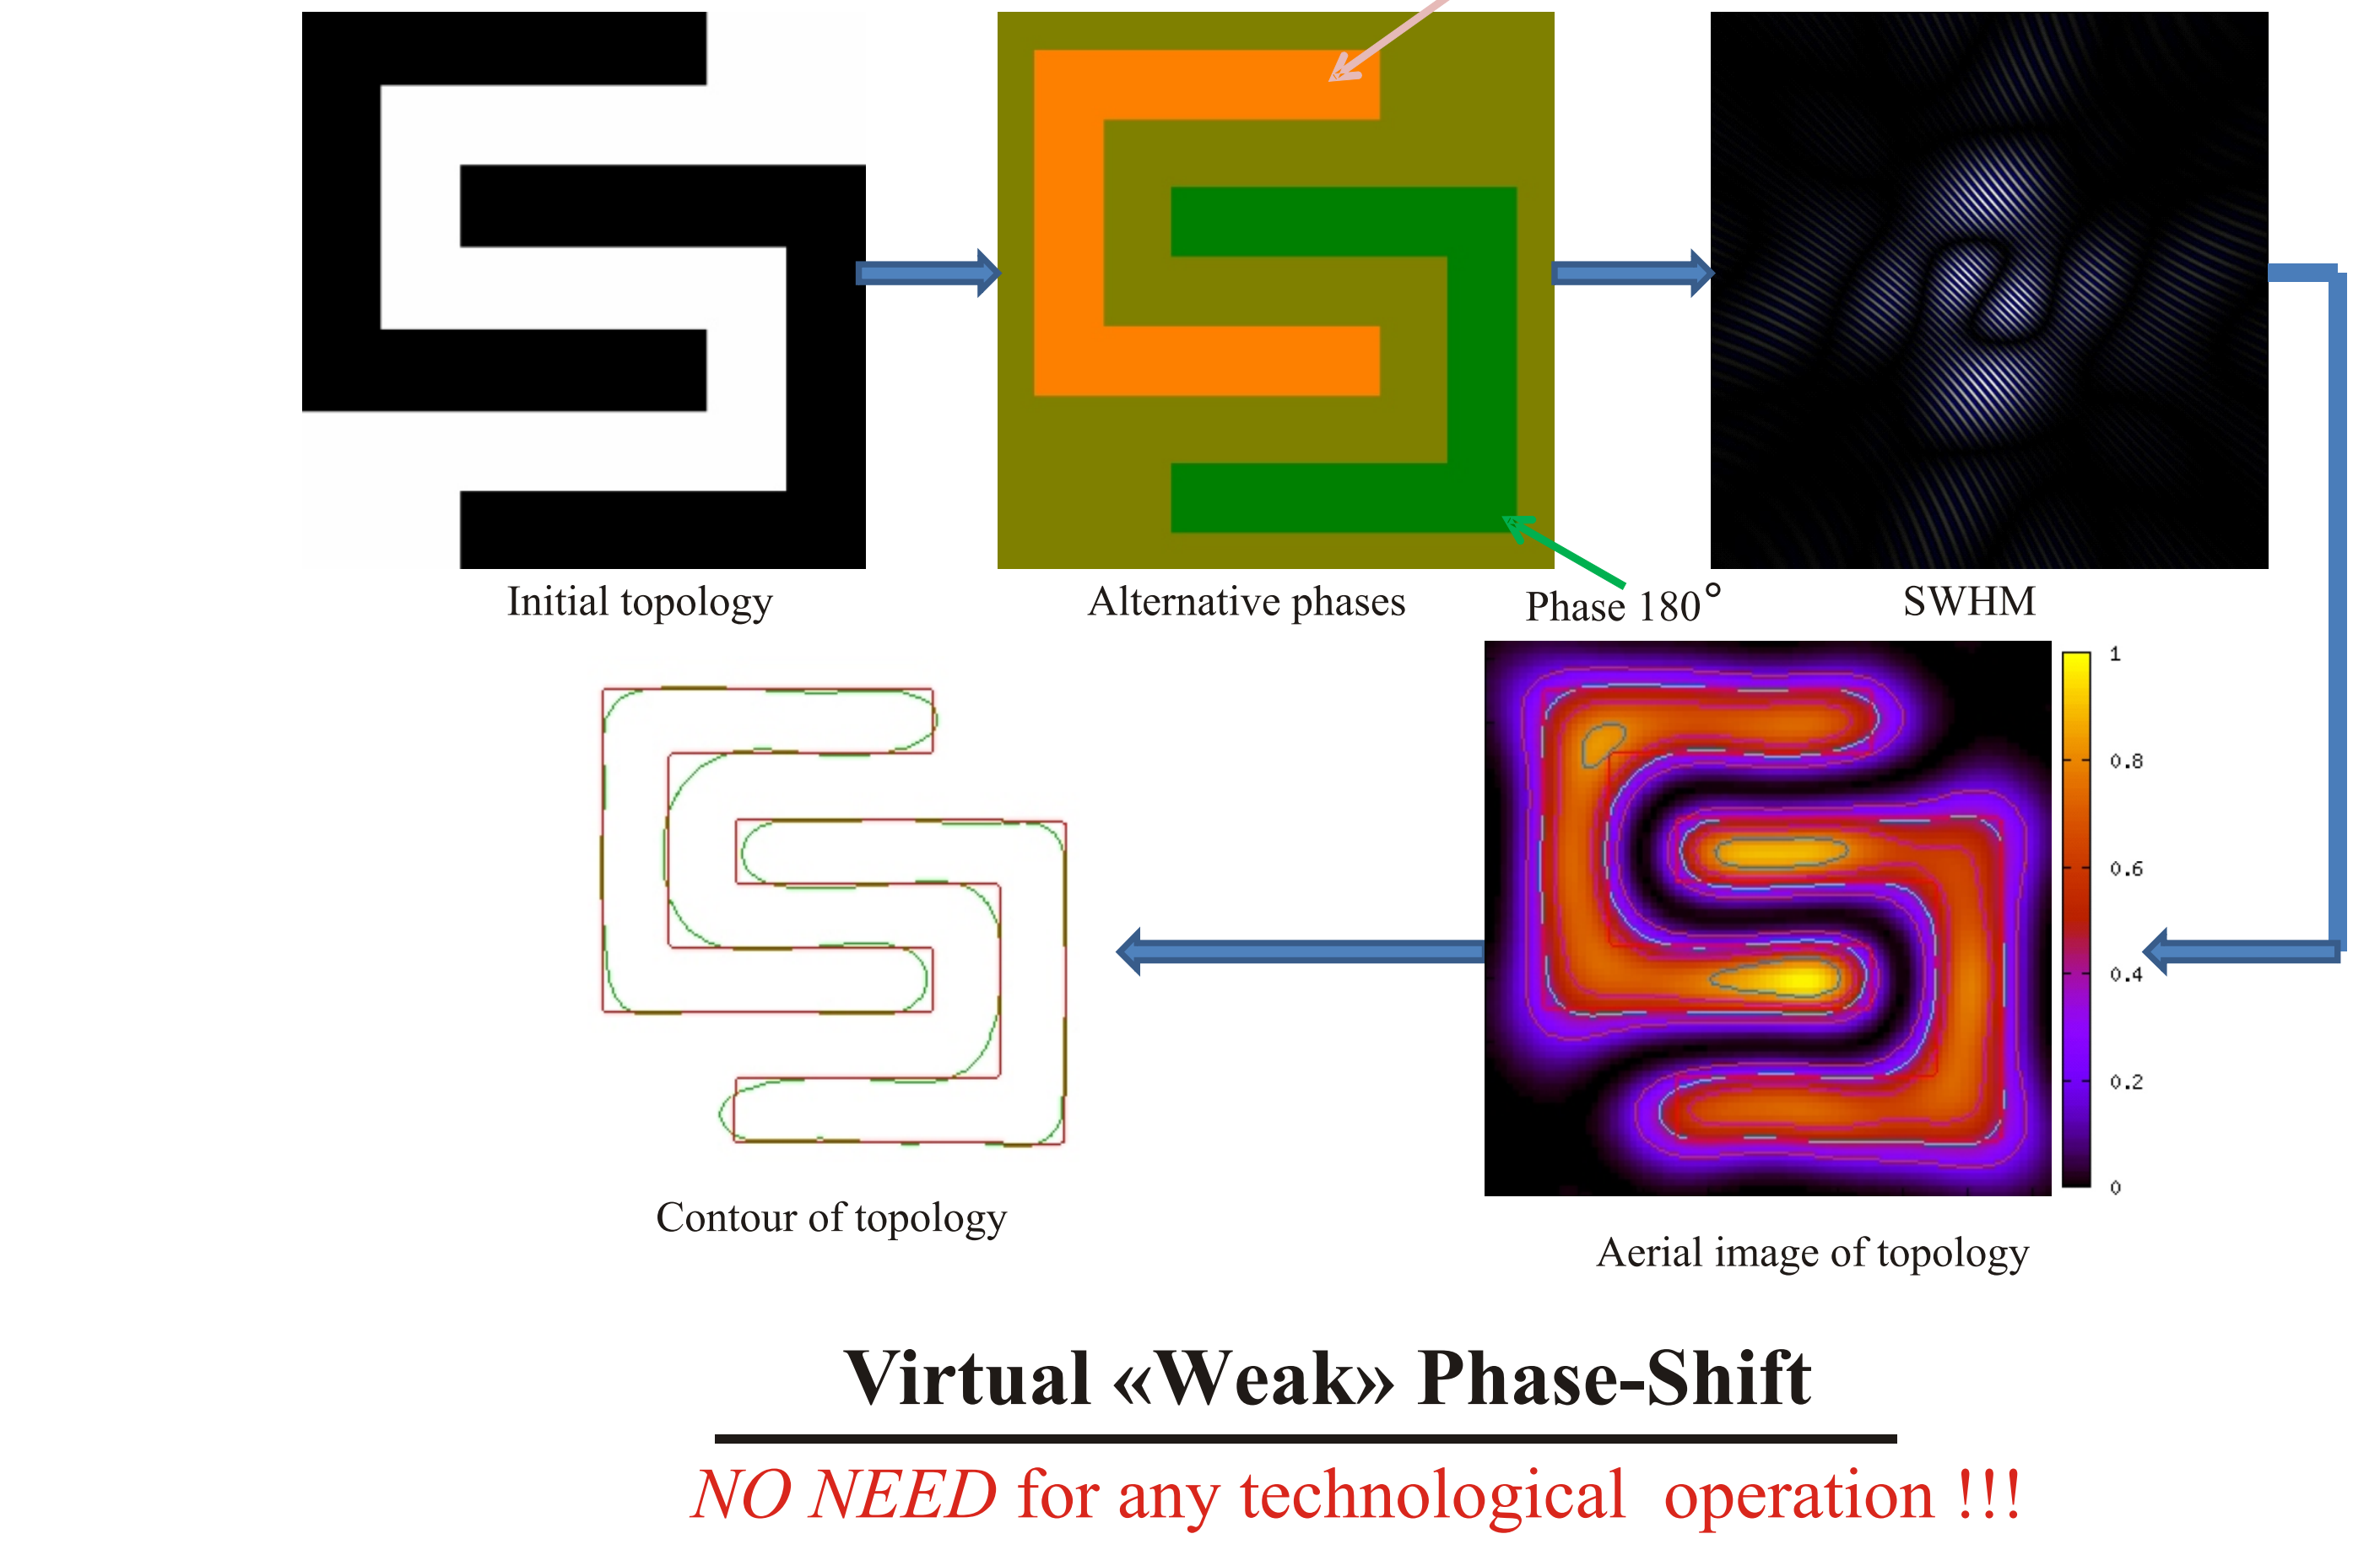 Initial topology
Alternative phases
Phase 180°
SWHM
1
0.8
0.6
0.4
0.2
0
Contour of topology
Aerial image of topology
Virtual «Weak» Phase-Shift
NO NEED for any technological operation !!!